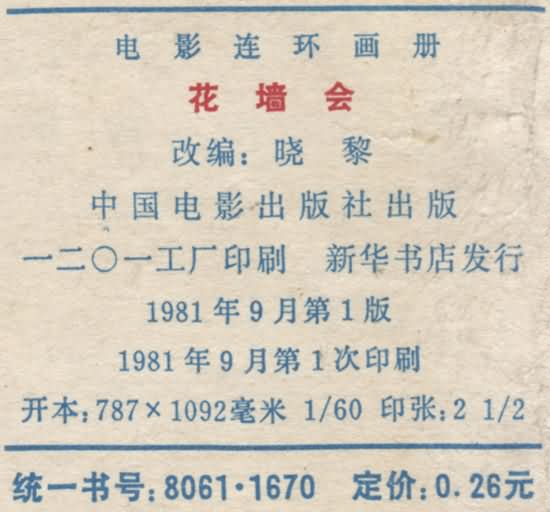 电影连环画册
花墙会
改编：晓黎
中国电影出版社出版
一二〇一工厂印刷 新华书店发行
1981年9月第1版
1981年9月第1次印刷
开本：787×1092毫米 1/60 印张：2 1/2
统一书号：8061·1670 定价：0.26元